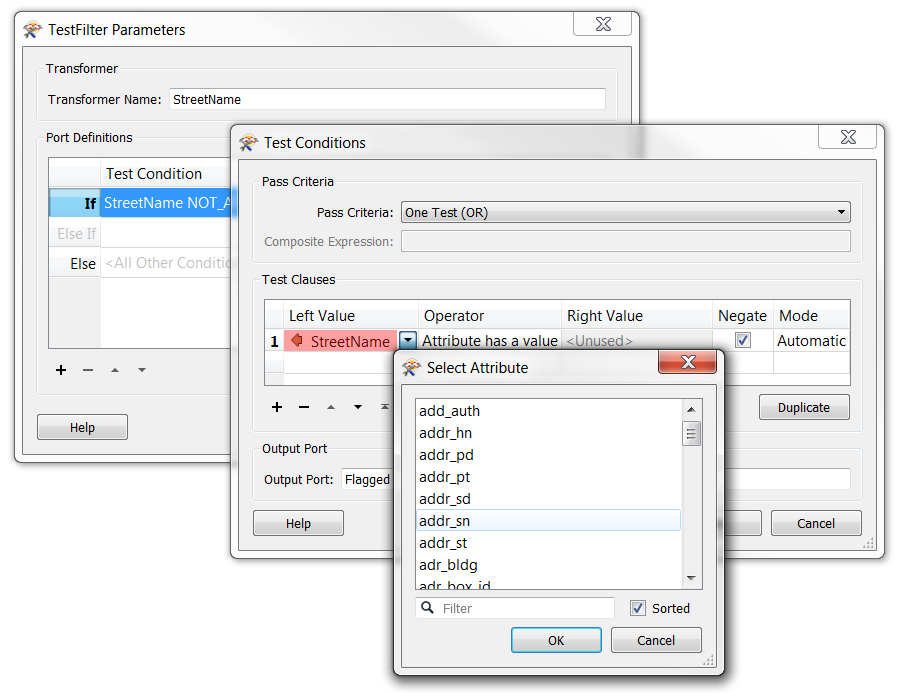 TestFilter Parameters
Transformer
Transformer Name: StreetName
Port Definitions
Test Condition
If StreetName NOT_A
Else If
Else <All Other Conditio
Help
Test Conditions
Pass Criteria
Pass Criteria: One Test (OR)
Composite Expression:
Test Clauses
Left Value Operator Right Value Negate Mode
1 StreetName Attribute has a value <Unused> Automatic
Duplicate
Output Port
Output Port: Flagged
Help Cancel
Select Attribute
add_auth
addr_hn
addr_pd
addr_pt
addr_sd
addr_sn
addr_st
adr_bldg
adr_box_id
Filter Sorted
OK Cancel